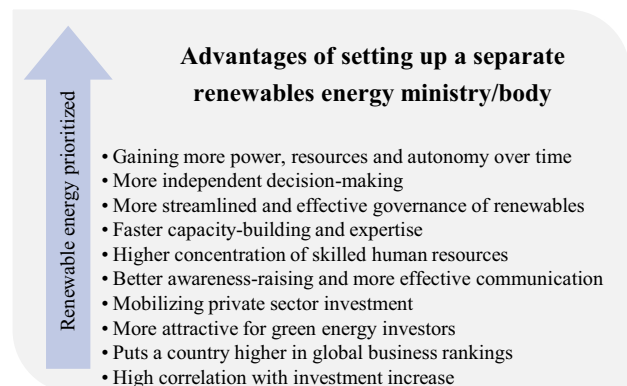 Advantages of setting up a separate
renewables energy ministry/body
Renewable energy prioritized
• Gaining more power, resources and autonomy over time
• More independent decision-making
• More streamlined and effective governance of renewables
• Faster capacity-building and expertise
• Higher concentration of skilled human resources
• Better awareness-raising and more effective communication
• Mobilizing private sector investment
• More attractive for green energy investors
• Puts a country higher in global business rankings
• High correlation with investment increase